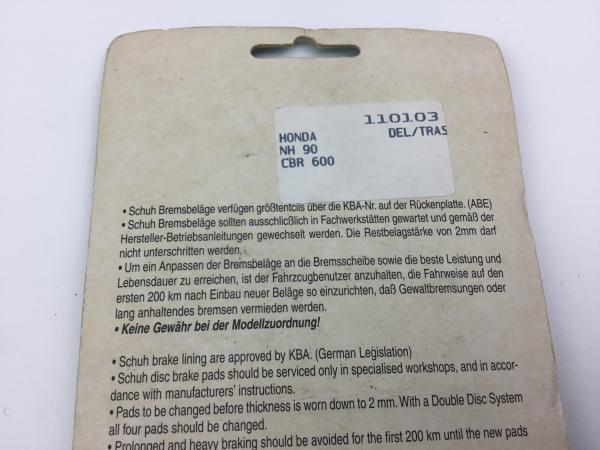 110103
HONDA DEL/TRAS
NH 90
CBR 600
• Schuh Bremsbeläge verfügen größtentcils über die KBA-Nr. auf der Rückenplatte. (ABE)
• Schuh Bremsbeläge sollten ausschlicßlich in Fachwerkstätten gewartet und gemäß der
Hersteller-Betriebsanleitungen gewechselt werden. Die Restbelagstärke von 2mm darf
nicht unterschritten werden.
• Um ein Anpassen der Bremsbeläge an die Bremsscheibe sowie die beste Leistung und
Lebensdauer zu erreichen, ist der Fahrzcugbenutzer anzuhalten, die Fahrweise auf den
ersten 200 km nach Einbau neuer Beläge so einzurichten, daß Gewaltbremsungen oder
lang anhaltendes bremsen vermieden werden.
• Keine Gewähr bei der Modellzuordnung!
• Schuh brake lining are approved by KBA. (German Legislation)
• Schuh disc brake pads should be serviced only in specialised workshops, and in accor-
dance with manufacturers' instructions.
• Pads to be changed before thickness is worn down to 2 mm. With a Double Disc System
all four pads should be changed.
• Prolonged and heavy braking should be avoided for the first 200 km until the new pads